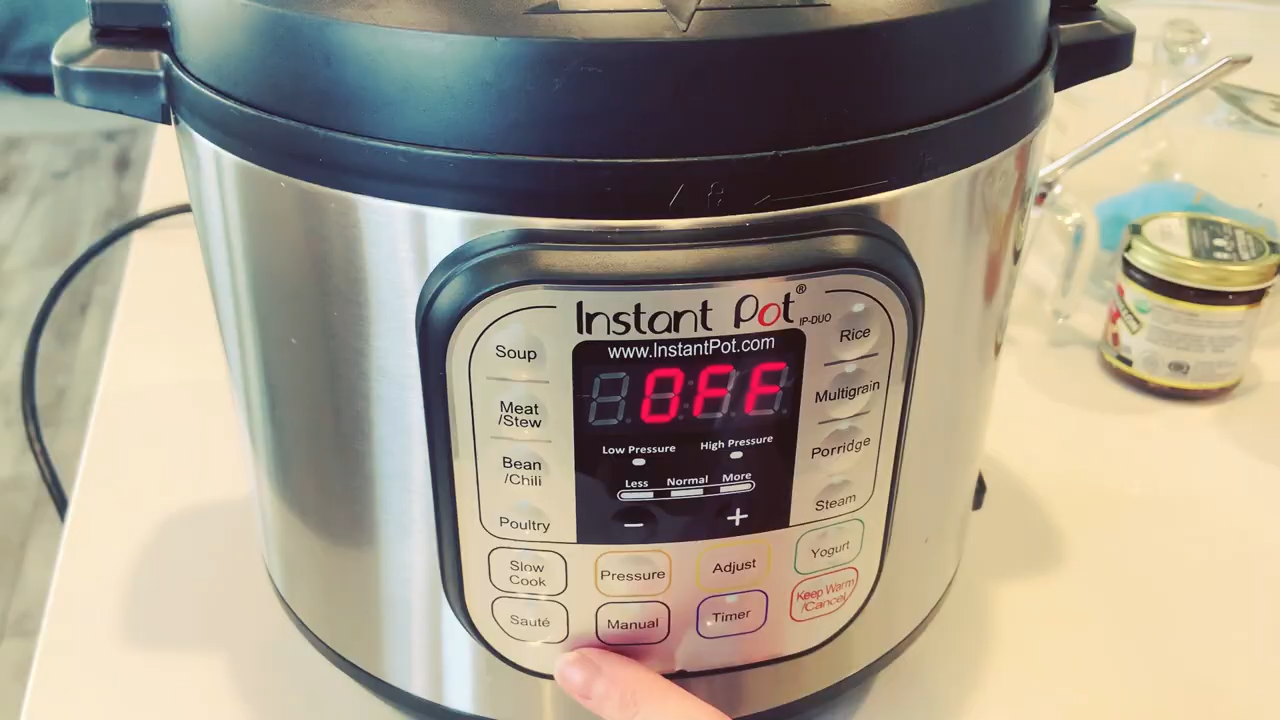 Instant Pot®
IP-DUO
www.InstantPot.com
OFF
Low Pressure
High Pressure
Less
Normal
More
−
+
Soup
Meat
/Stew
Bean
/Chili
Poultry
Rice
Multigrain
Porridge
Steam
Slow
Cook
Pressure
Adjust
Yogurt
Sauté
Manual
Timer
Keep Warm
/Cancel